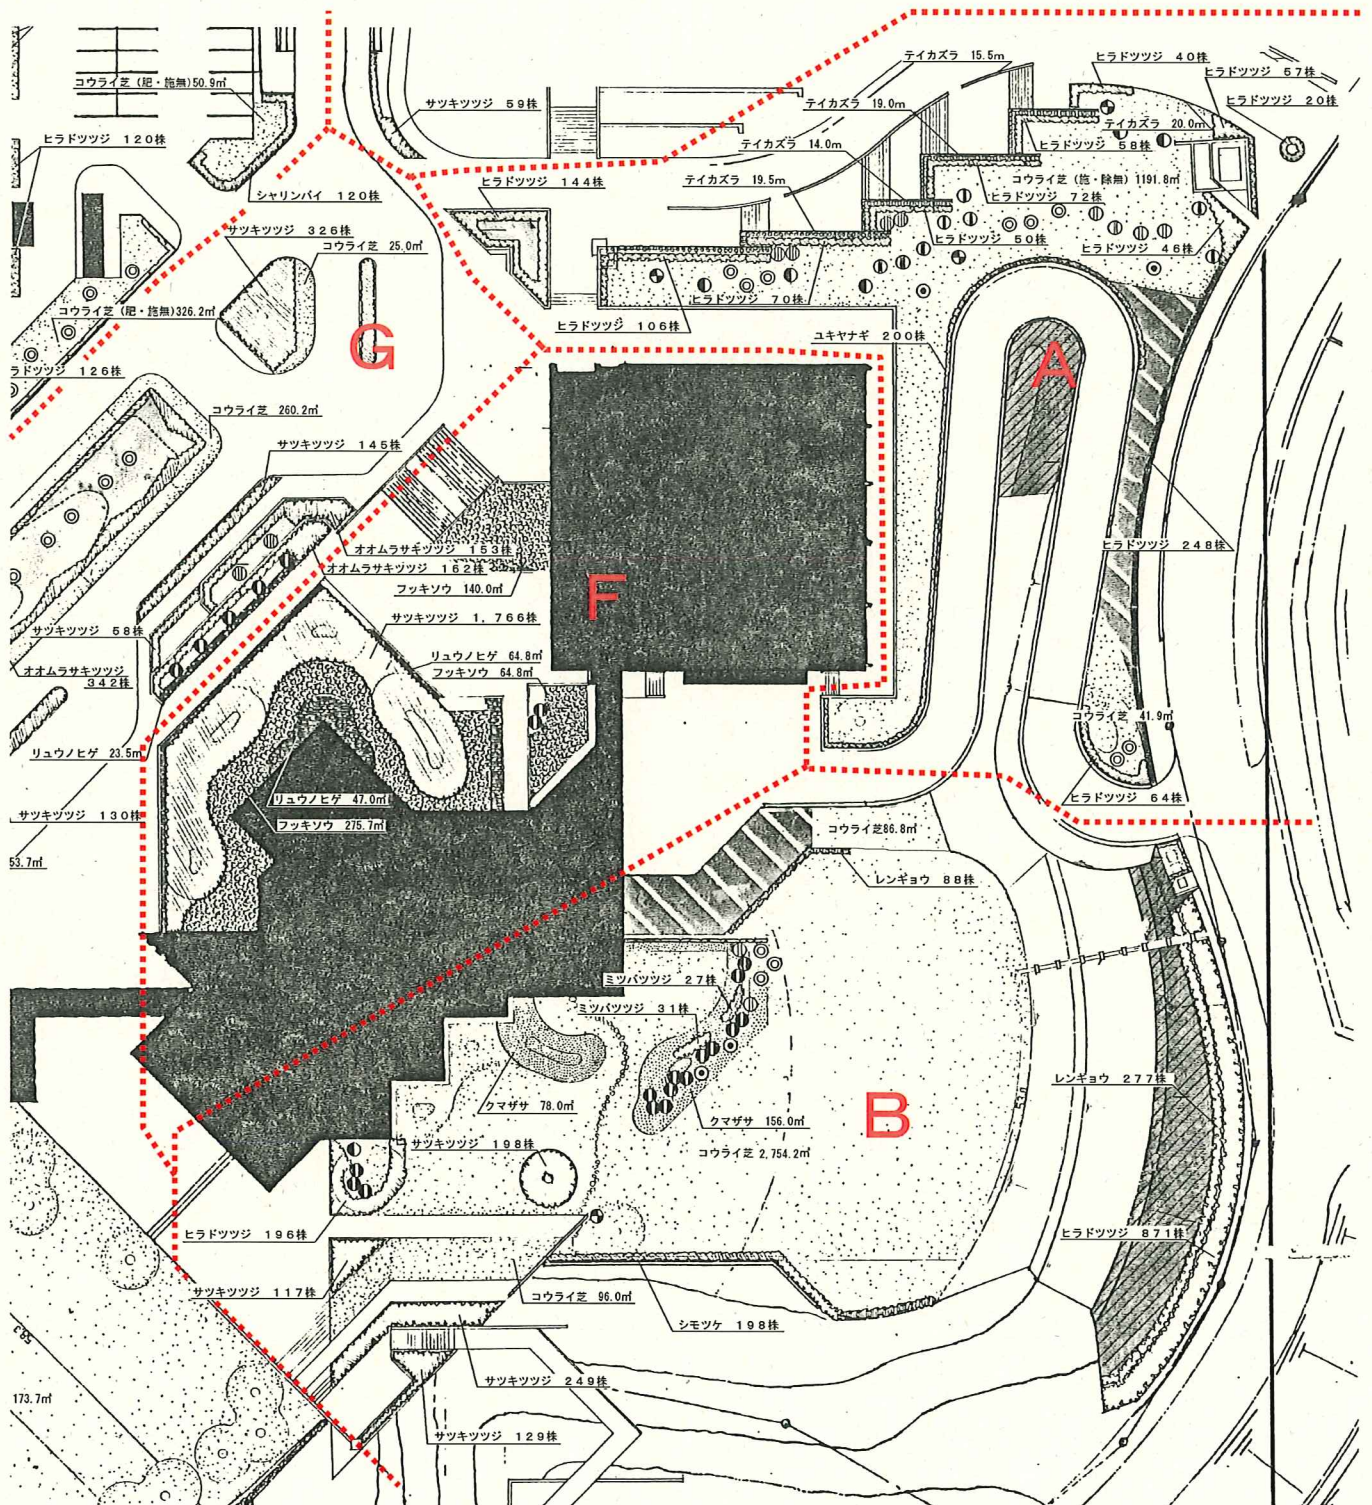 コウライ芝（肥・施無）50.9㎡
テイカズラ 15.5m
ヒラドツツジ 40株
ヒラドツツジ 67株
サツキツツジ 59株
テイカズラ 19.0m
ヒラドツツジ 20株
ヒラドツツジ 120株
テイカズラ 20.0m
テイカズラ 14.0m
ヒラドツツジ 58株
シャリンバイ 120株
ヒラドツツジ 144株
テイカズラ 19.5m
コウライ芝（施・除無）1191.8㎡
ヒラドツツジ 72株
サツキツツジ 326株
コウライ芝 25.0㎡
ヒラドツツジ 50株
ヒラドツツジ 46株
コウライ芝（肥・施無）326.2㎡
ヒラドツツジ 70株
ヒラドツツジ 106株
ユキヤナギ 200株
G
A
ラドツツジ 126株
コウライ芝 260.2㎡
サツキツツジ 145株
オオムラサキツツジ 153株
ヒラドツツジ 248株
オオムラサキツツジ 162株
フッキソウ 140.0㎡
F
サツキツツジ 1,766株
サツキツツジ 58株
リュウノヒゲ 64.8㎡
フッキソウ 64.8㎡
オオムラサキツツジ
342株
コウライ芝 41.9㎡
リュウノヒゲ 23.5㎡
リュウノヒゲ 47.0㎡
ヒラドツツジ 64株
サツキツツジ 130株
フッキソウ 275.7㎡
コウライ芝86.8㎡
53.7㎡
レンギョウ 88株
ミツバツツジ 27株
ミツバツツジ 31株
レンギョウ 277株
クマザサ 78.0㎡
クマザサ 156.0㎡
B
サツキツツジ 198株
コウライ芝 2,754.2㎡
ヒラドツツジ 196株
ヒラドツツジ 871株
サツキツツジ 117株
コウライ芝 96.0㎡
シモツケ 198株
583
サツキツツジ 249株
173.7㎡
サツキツツジ 129株